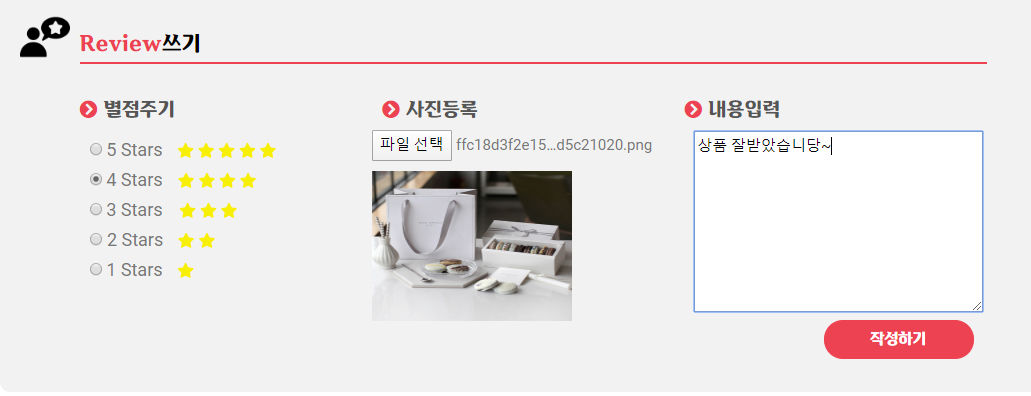 Review쓰기
별점주기
5 Stars
4 Stars
3 Stars
2 Stars
1 Stars
사진등록
파일 선택 ffc18d3f2e15...d5c21020.png
내용입력
상품 잘받았습니당~
작성하기